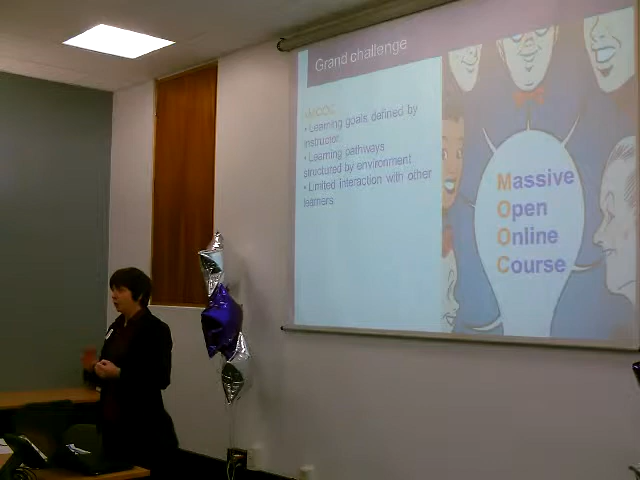 Grand challenge
xMOOC
• Learning goals defined by
instructor
• Learning pathways
structured by environment
• Limited interaction with other
learners
Massive
Open
Online
Course